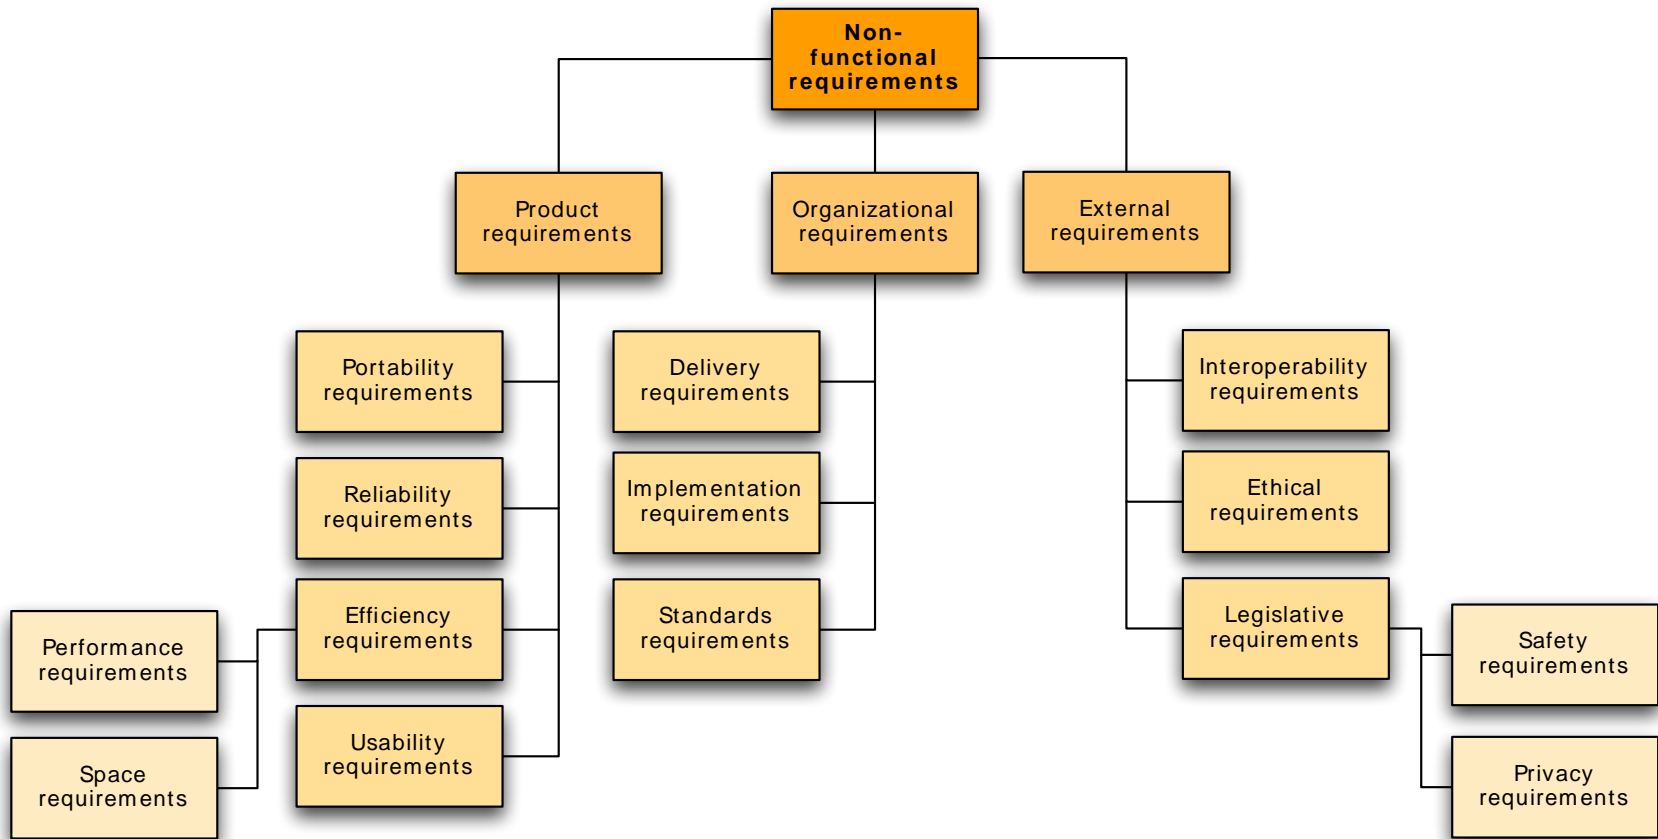 Non-
functional
requirements
Product
requirements
Organizational
requirements
External
requirements
Portability
requirements
Delivery
requirements
Interoperability
requirements
Reliability
requirements
Implementation
requirements
Ethical
requirements
Efficiency
requirements
Standards
requirements
Legislative
requirements
Performance
requirements
Safety
requirements
Usability
requirements
Space
requirements
Privacy
requirements